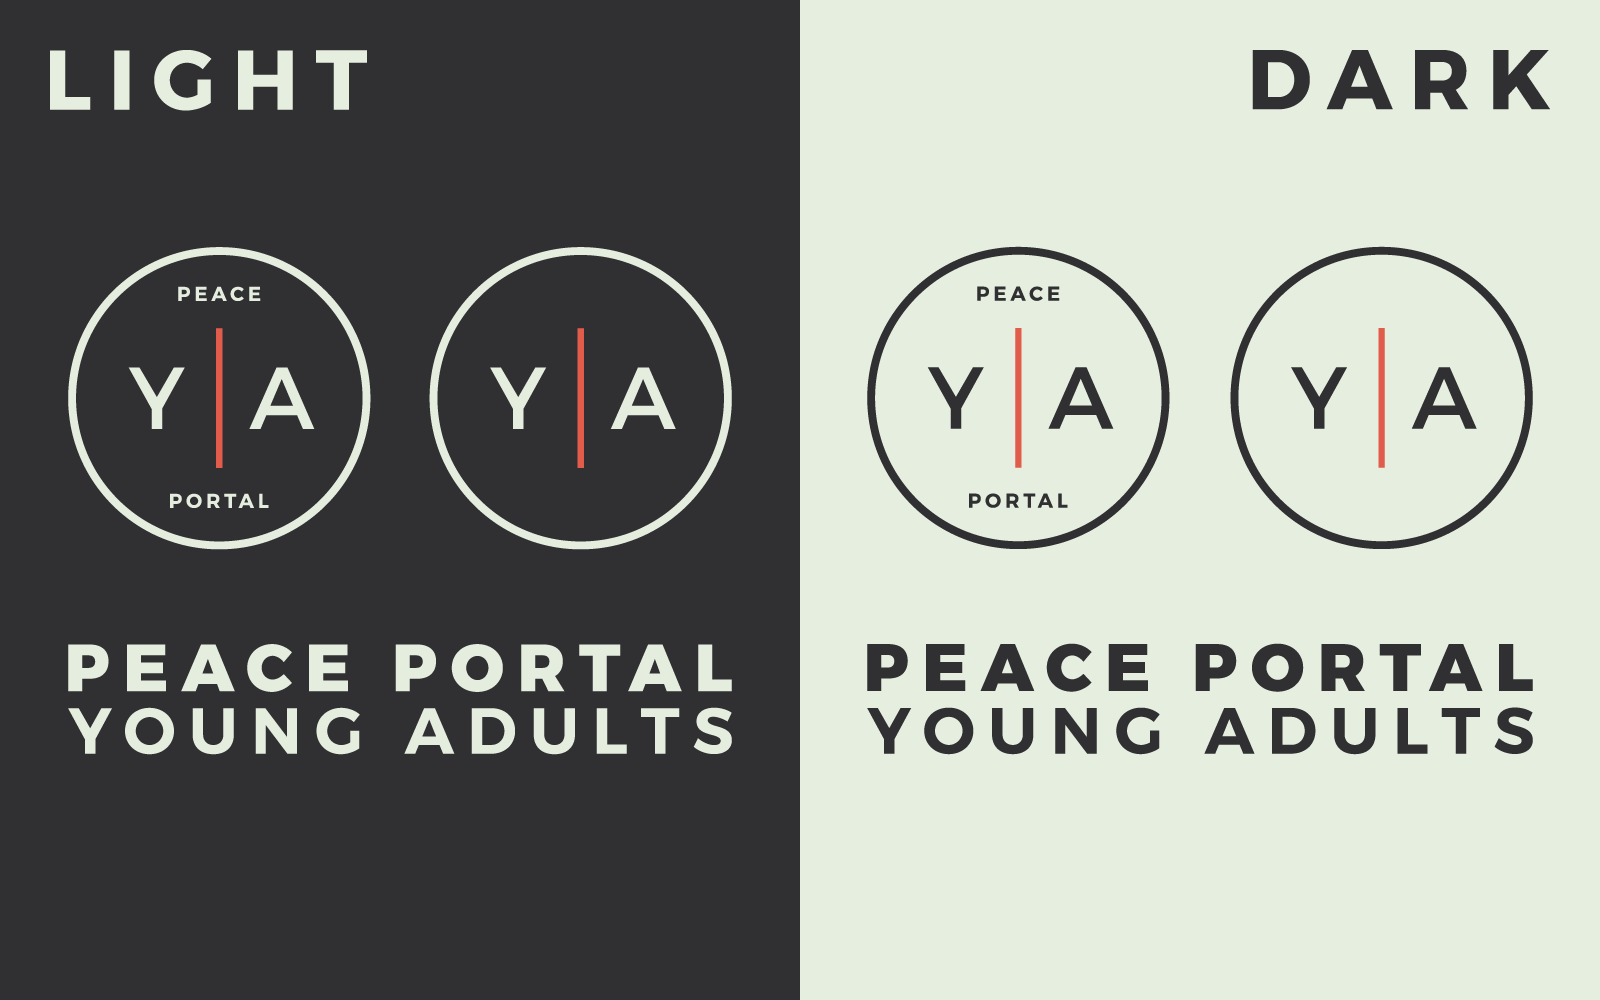 LIGHT
PEACE
Y | A
PORTAL
Y | A
PEACE PORTAL
YOUNG ADULTS
DARK
PEACE
Y | A
PORTAL
Y | A
PEACE PORTAL
YOUNG ADULTS